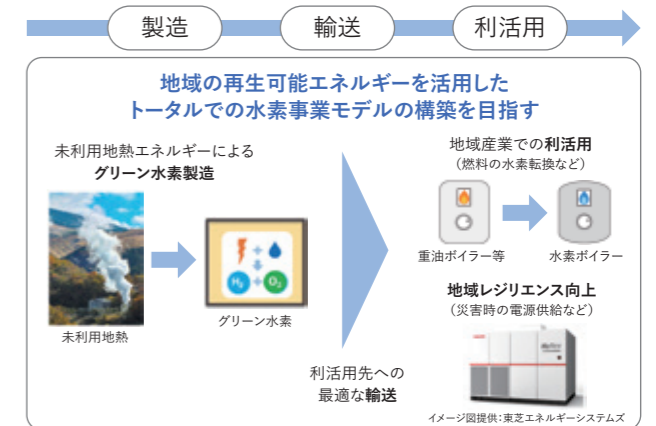 製造
輸送
利活用
地域の再生可能エネルギーを活用した
トータルでの水素事業モデルの構築を目指す
未利用地熱エネルギーによる
グリーン水素製造
未利用地熱
H₂
O₂
グリーン水素
利活用先への
最適な輸送
地域産業での利活用
（燃料の水素転換など）
重油ボイラー等
水素ボイラー
地域レジリエンス向上
（災害時の電源供給など）
イメージ図提供：東芝エネルギーシステムズ